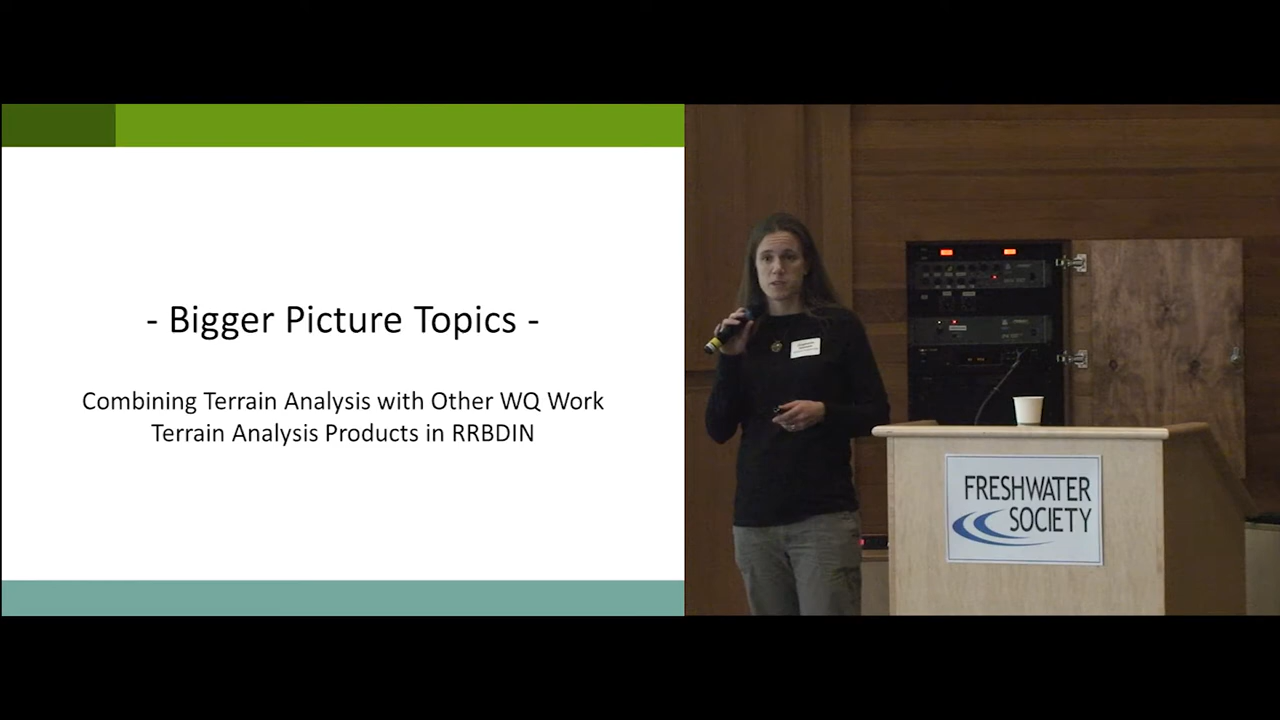 - Bigger Picture Topics -
Combining Terrain Analysis with Other WQ Work
Terrain Analysis Products in RRBDIN
FRESHWATER
SOCIETY